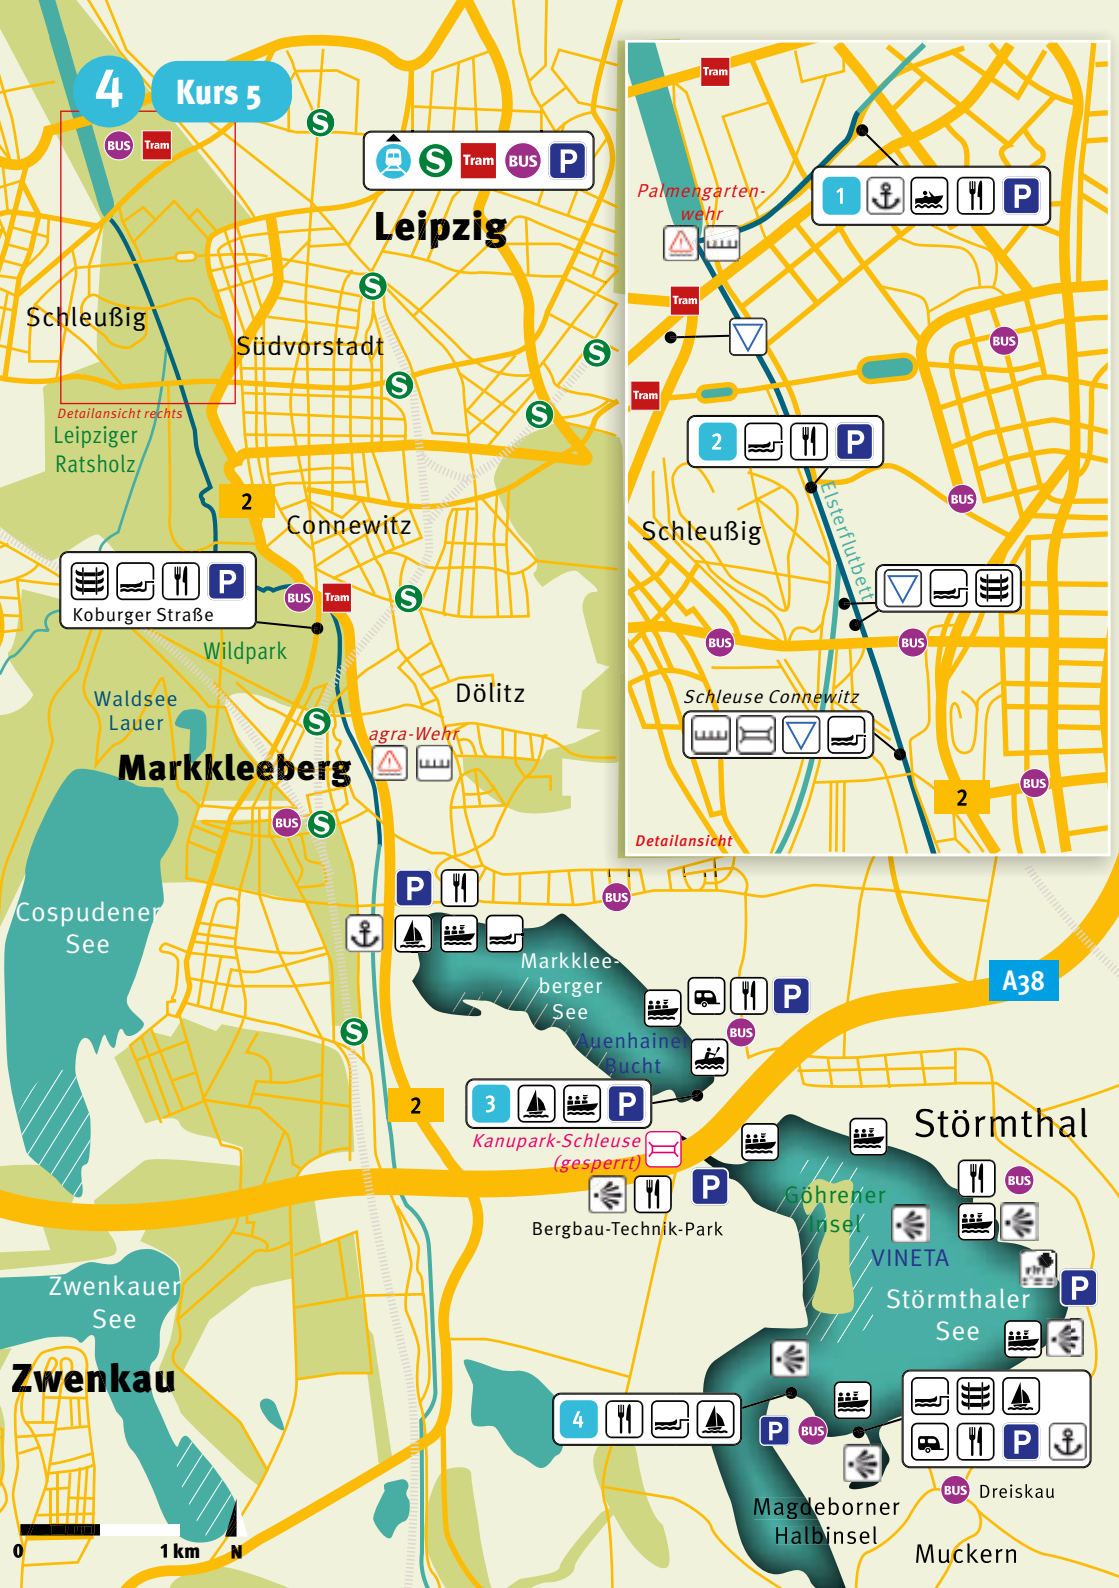 4
Kurs 5
BUS
Tram
S
S
Tram
BUS
P
Leipzig
S
Schleußig
Südvorstadt
S
S
S
Detailansicht rechts
Leipziger
Ratsholz
2
Connewitz
P
Koburger Straße
BUS
Tram
S
Wildpark
Waldsee
Lauer
Dölitz
S
agra-Wehr
Markkleeberg
BUS
S
Cospudener
See
P
BUS
Markklee-
berger
See
P
BUS
Auenhainer
Bucht
S
A38
2
3
P
Kanupark-Schleuse
(gesperrt)
P
Bergbau-Technik-Park
Störmthal
BUS
Göhrener
Insel
VINETA
P
Störmthaler
See
Zwenkauer
See
Zwenkau
4
P
BUS
P
BUS
Dreiskau
Magdeborner
Halbinsel
Muckern
0
1 km
N
Tram
Palmengarten-
wehr
1
P
Tram
BUS
Tram
2
P
BUS
Elsterflutbett
Schleußig
BUS
BUS
Schleuse Connewitz
2
BUS
Detailansicht